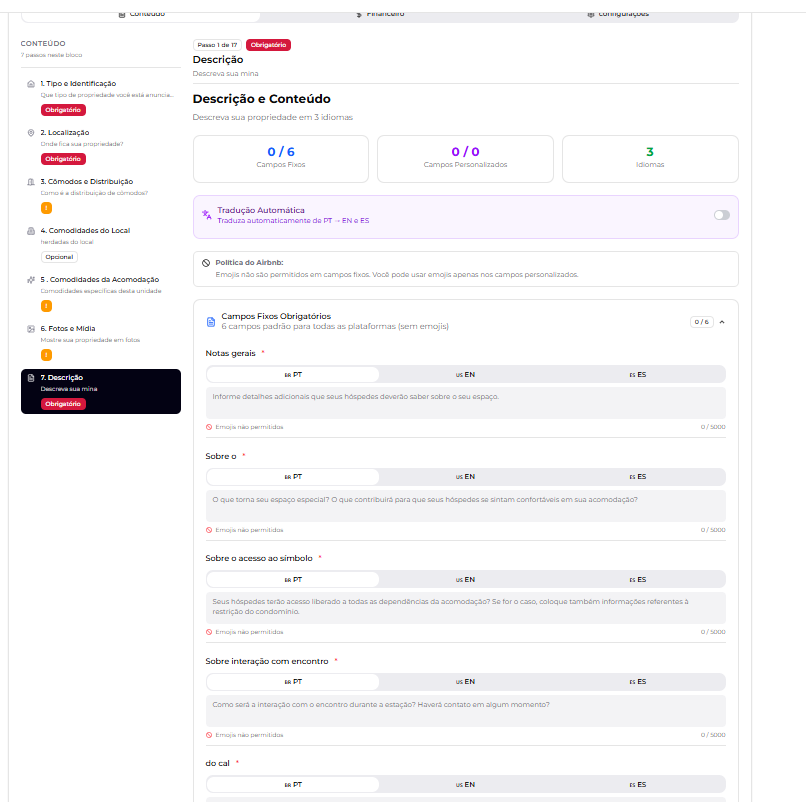 Conteúdo
Financeiro
Configurações
CONTEÚDO
7 passos neste bloco
1. Tipo e Identificação
Que tipo de propriedade você está anuncia...
Obrigatório
2. Localização
Onde fica sua propriedade?
Obrigatório
3. Cômodos e Distribuição
Como é a distribuição de cômodos?
!
4. Comodidades do Local
herdadas do local
Opcional
5 . Comodidades da Acomodação
Comodidades específicas desta unidade
!
6. Fotos e Mídia
Mostre sua propriedade em fotos
!
7. Descrição
Descreva sua mina
Obrigatório
Passo 1 de 17
Obrigatório
Descrição
Descreva sua mina
Descrição e Conteúdo
Descreva sua propriedade em 3 idiomas
0 / 6
Campos Fixos
0 / 0
Campos Personalizados
3
Idiomas
Tradução Automática
Traduza automaticamente de PT → EN e ES
Política do Airbnb:
Emojis não são permitidos em campos fixos. Você pode usar emojis apenas nos campos personalizados.
Campos Fixos Obrigatórios
6 campos padrão para todas as plataformas (sem emojis)
0 / 6
Notas gerais *
BR PT
US EN
ES ES
Informe detalhes adicionais que seus hóspedes deverão saber sobre o seu espaço.
Emojis não permitidos
0 / 5000
Sobre o *
BR PT
US EN
ES ES
O que torna seu espaço especial? O que contribuirá para que seus hóspedes se sintam confortáveis em sua acomodação?
Emojis não permitidos
0 / 5000
Sobre o acesso ao símbolo *
BR PT
US EN
ES ES
Seus hóspedes terão acesso liberado a todas as dependências da acomodação? Se for o caso, coloque também informações referentes à
restrição do condomínio.
Emojis não permitidos
0 / 5000
Sobre interação com encontro *
BR PT
US EN
ES ES
Como será a interação com o encontro durante a estação? Haverá contato em algum momento?
Emojis não permitidos
0 / 5000
do cal *
BR PT
US EN
ES ES